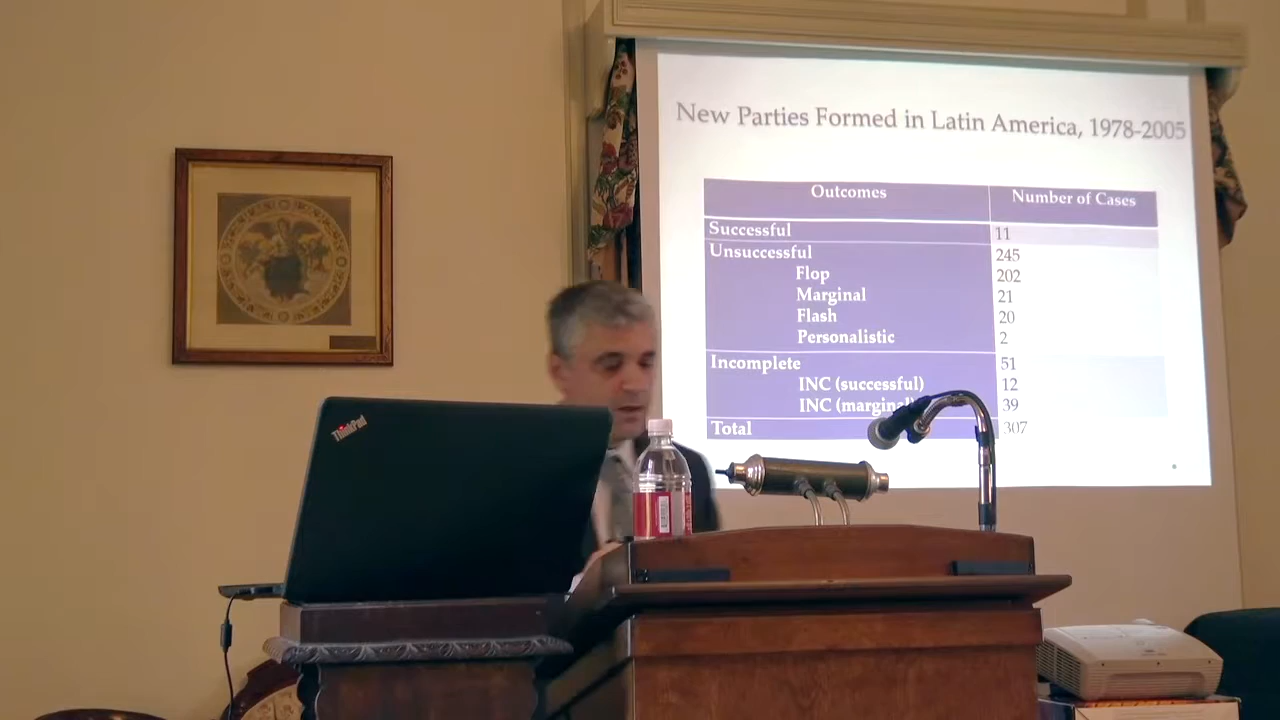 New Parties Formed in Latin America, 1978-2005
Outcomes Number of Cases
Successful 11
Unsuccessful 245
Flop 202
Marginal 21
Flash 20
Personalistic 2
Incomplete 51
INC (successful) 12
INC (marginal) 39
Total 307
ThinkPad